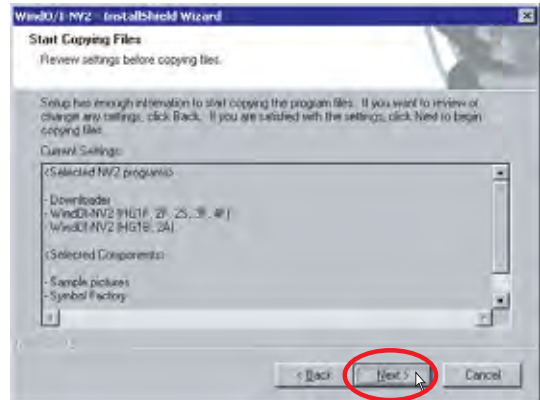 WindO/I-NV2 - InstallShield Wizard
Start Copying Files
Review settings before copying files.
Setup has enough information to start copying the program files. If you want to review or
change any settings, click Back. If you are satisfied with the settings, click Next to begin
copying files.
Current Settings:
<Selected NV2 programs>
- Downloader
- WindO/I-NV2 (HG1F, 2F, 2S, 3F, 4F)
- WindO/I-NV2 (HG1B, 2A)
<Selected Components>
- Sample pictures
- Symbol Factory
< Back
Next >
Cancel